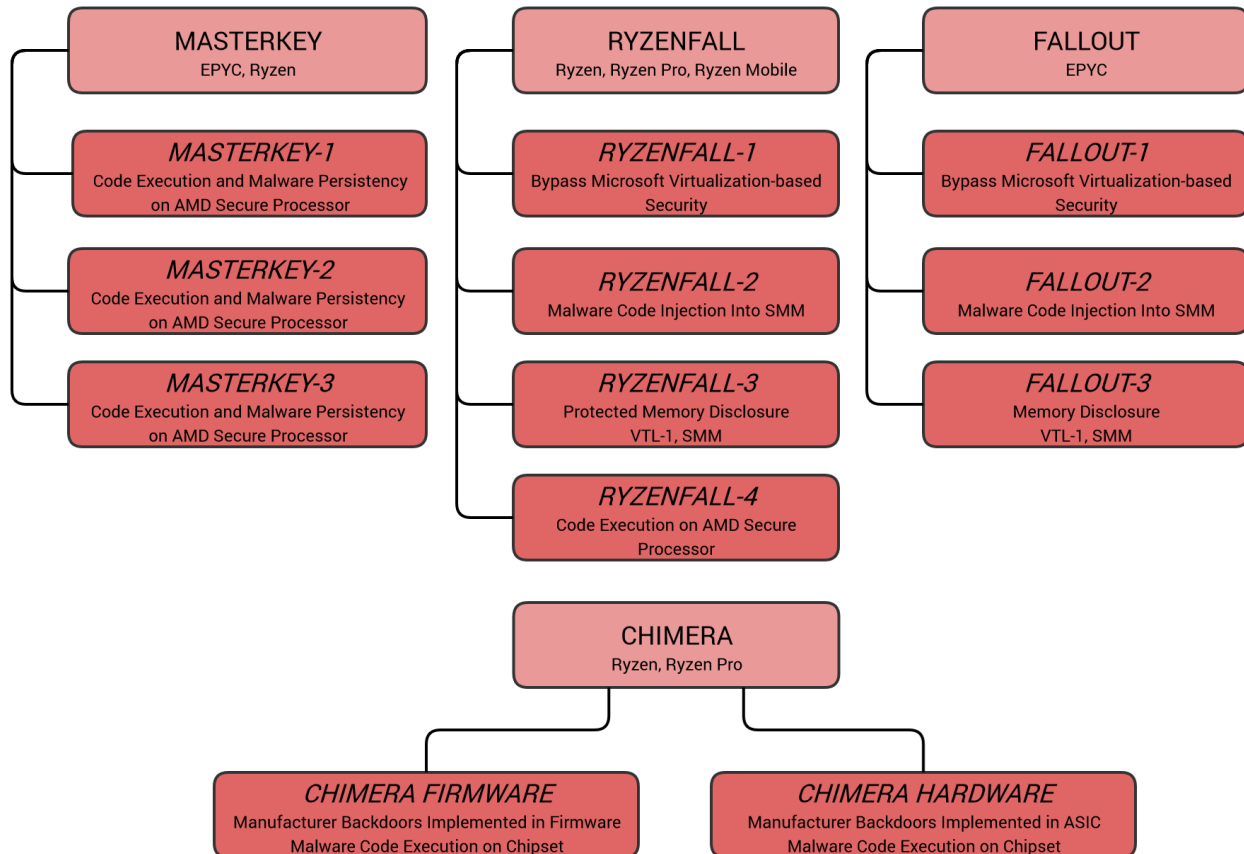 MASTERKEY
EPYC, Ryzen
MASTERKEY-1
Code Execution and Malware Persistency
on AMD Secure Processor
MASTERKEY-2
Code Execution and Malware Persistency
on AMD Secure Processor
MASTERKEY-3
Code Execution and Malware Persistency
on AMD Secure Processor
RYZENFALL
Ryzen, Ryzen Pro, Ryzen Mobile
RYZENFALL-1
Bypass Microsoft Virtualization-based
Security
RYZENFALL-2
Malware Code Injection Into SMM
RYZENFALL-3
Protected Memory Disclosure
VTL-1, SMM
RYZENFALL-4
Code Execution on AMD Secure
Processor
FALLOUT
EPYC
FALLOUT-1
Bypass Microsoft Virtualization-based
Security
FALLOUT-2
Malware Code Injection Into SMM
FALLOUT-3
Memory Disclosure
VTL-1, SMM
CHIMERA
Ryzen, Ryzen Pro
CHIMERA FIRMWARE
Manufacturer Backdoors Implemented in Firmware
Malware Code Execution on Chipset
CHIMERA HARDWARE
Manufacturer Backdoors Implemented in ASIC
Malware Code Execution on Chipset